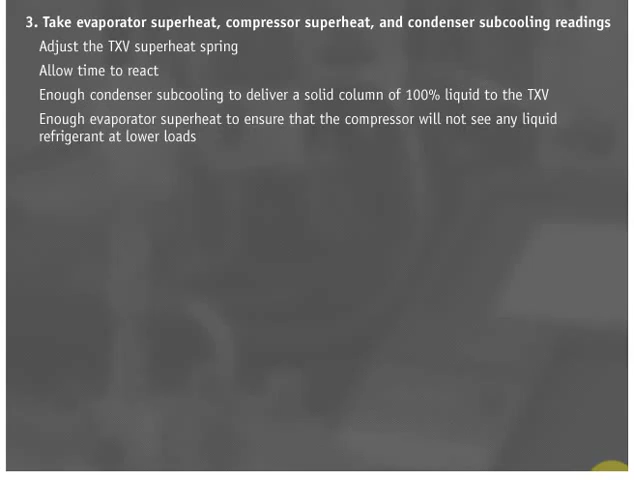 3. Take evaporator superheat, compressor superheat, and condenser subcooling readings
Adjust the TXV superheat spring
Allow time to react
Enough condenser subcooling to deliver a solid column of 100% liquid to the TXV
Enough evaporator superheat to ensure that the compressor will not see any liquid
refrigerant at lower loads